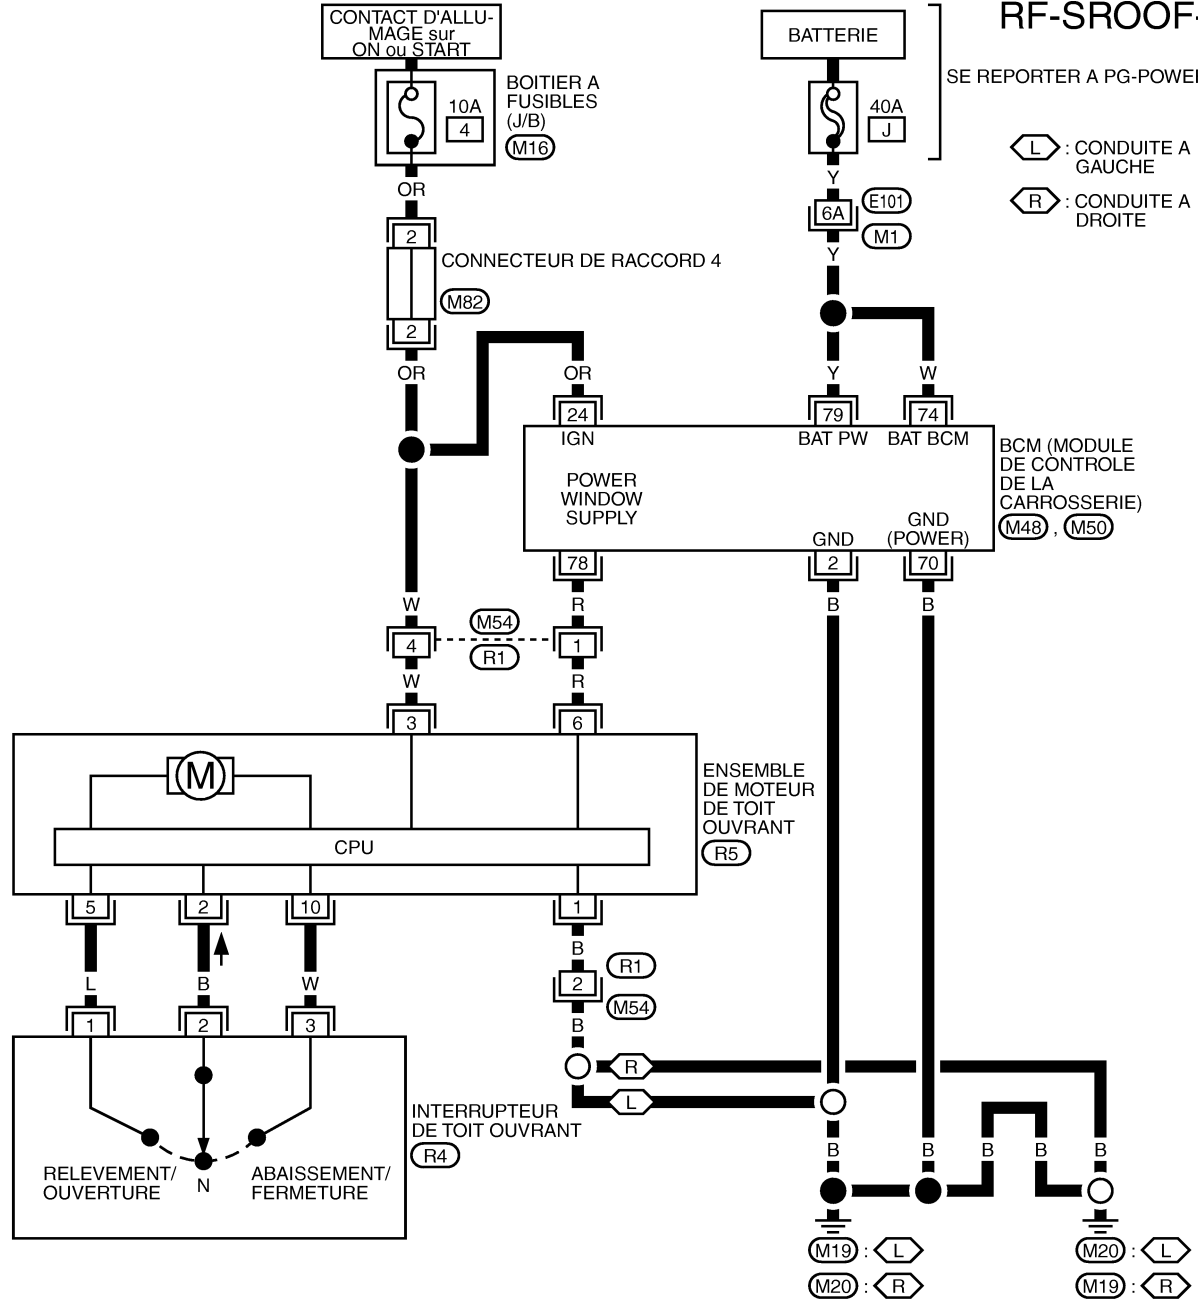 RF-SROOF-
CONTACT D'ALLU-
MAGE sur
ON ou START
BATTERIE
SE REPORTER A PG-POWER
BOITIER A
FUSIBLES
(J/B)
M16
10A
4
40A
J
L : CONDUITE A
GAUCHE
R : CONDUITE A
DROITE
OR
Y
6A
E101
M1
Y
2
CONNECTEUR DE RACCORD 4
M82
2
OR
OR
Y
W
24
79
74
IGN
BAT PW
BAT BCM
POWER
WINDOW
SUPPLY
BCM (MODULE
DE CONTROLE
DE LA
CARROSSERIE)
M48 , M50
GND
GND
(POWER)
78
2
70
W
R
B
B
M54
4
1
R1
W
R
3
6
M
CPU
ENSEMBLE
DE MOTEUR
DE TOIT
OUVRANT
R5
5
2
10
1
B
R1
2
M54
B
L
B
W
1
2
3
R
L
INTERRUPTEUR
DE TOIT OUVRANT
R4
RELEVEMENT/
OUVERTURE
N
ABAISSEMENT/
FERMETURE
B
B
B
B
B
M19 : L
M20 : R
M20 : L
M19 : R